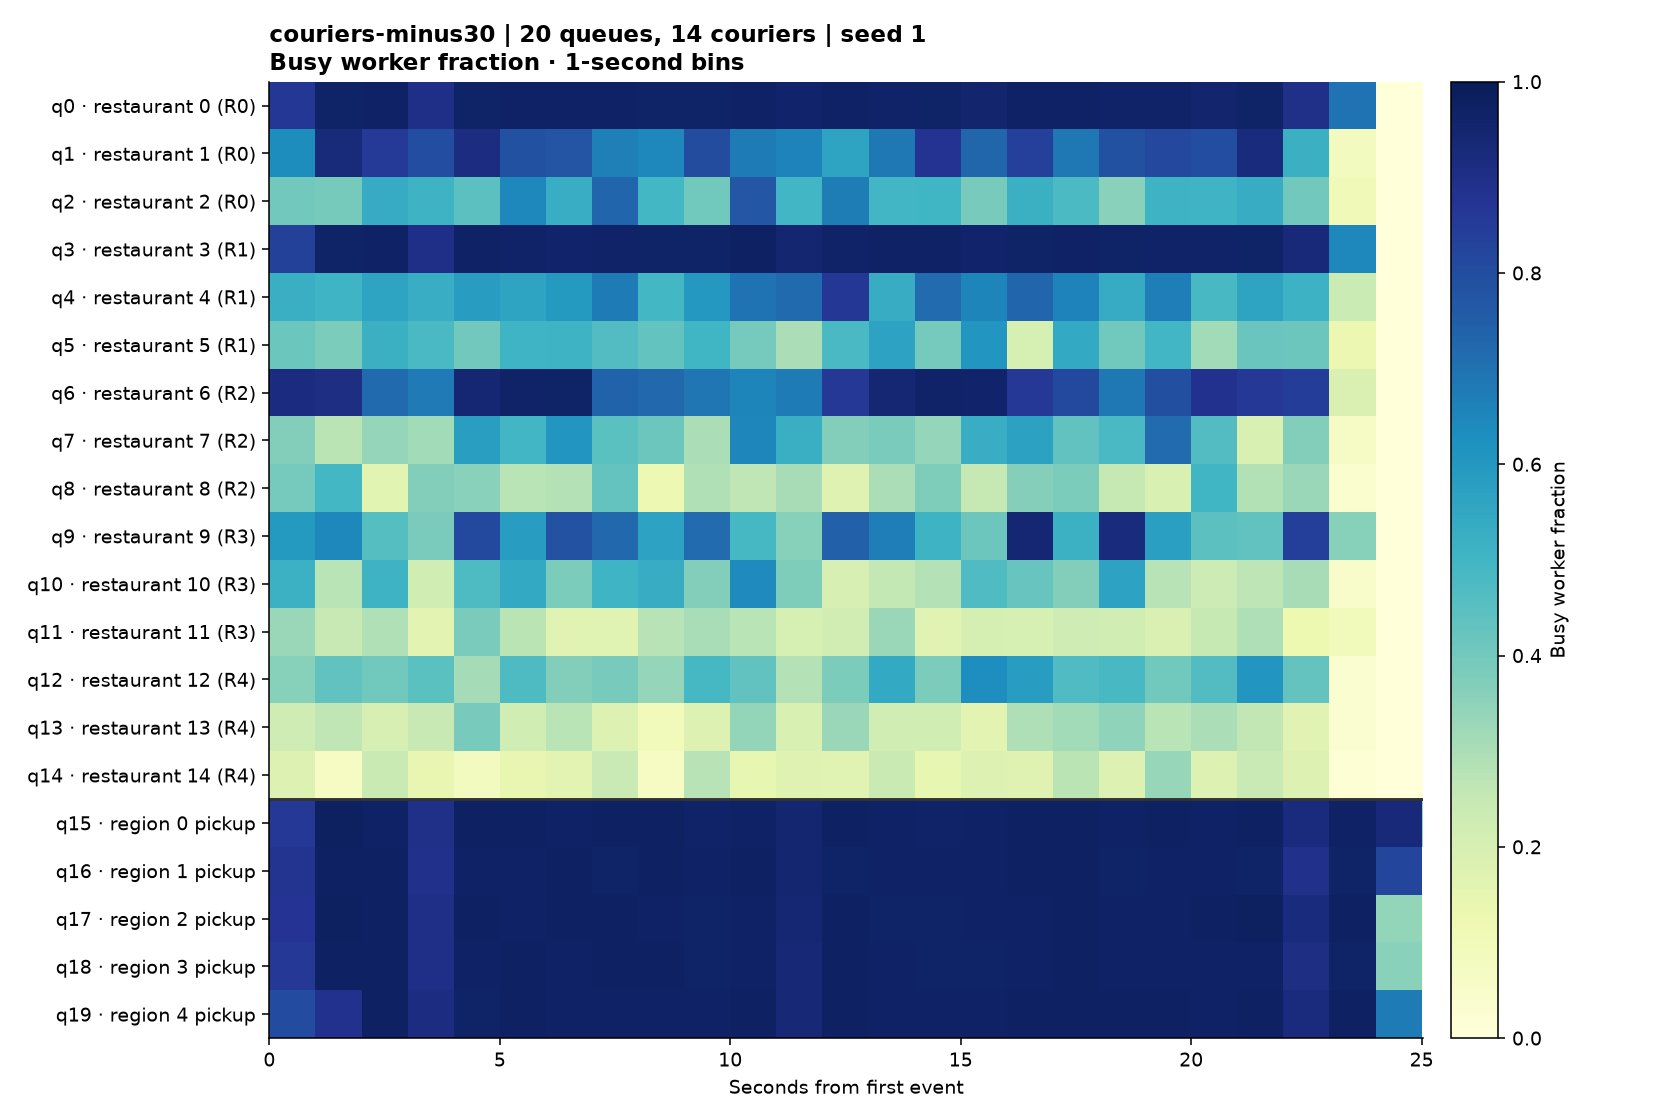 couriers-minus30 | 20 queues, 14 couriers | seed 1
Busy worker fraction · 1-second bins
q0 · restaurant 0 (R0)
q1 · restaurant 1 (R0)
q2 · restaurant 2 (R0)
q3 · restaurant 3 (R1)
q4 · restaurant 4 (R1)
q5 · restaurant 5 (R1)
q6 · restaurant 6 (R2)
q7 · restaurant 7 (R2)
q8 · restaurant 8 (R2)
q9 · restaurant 9 (R3)
q10 · restaurant 10 (R3)
q11 · restaurant 11 (R3)
q12 · restaurant 12 (R4)
q13 · restaurant 13 (R4)
q14 · restaurant 14 (R4)
q15 · region 0 pickup
q16 · region 1 pickup
q17 · region 2 pickup
q18 · region 3 pickup
q19 · region 4 pickup
0 5 10 15 20 25
Seconds from first event
1.0
0.8
0.6
0.4
0.2
0.0
Busy worker fraction